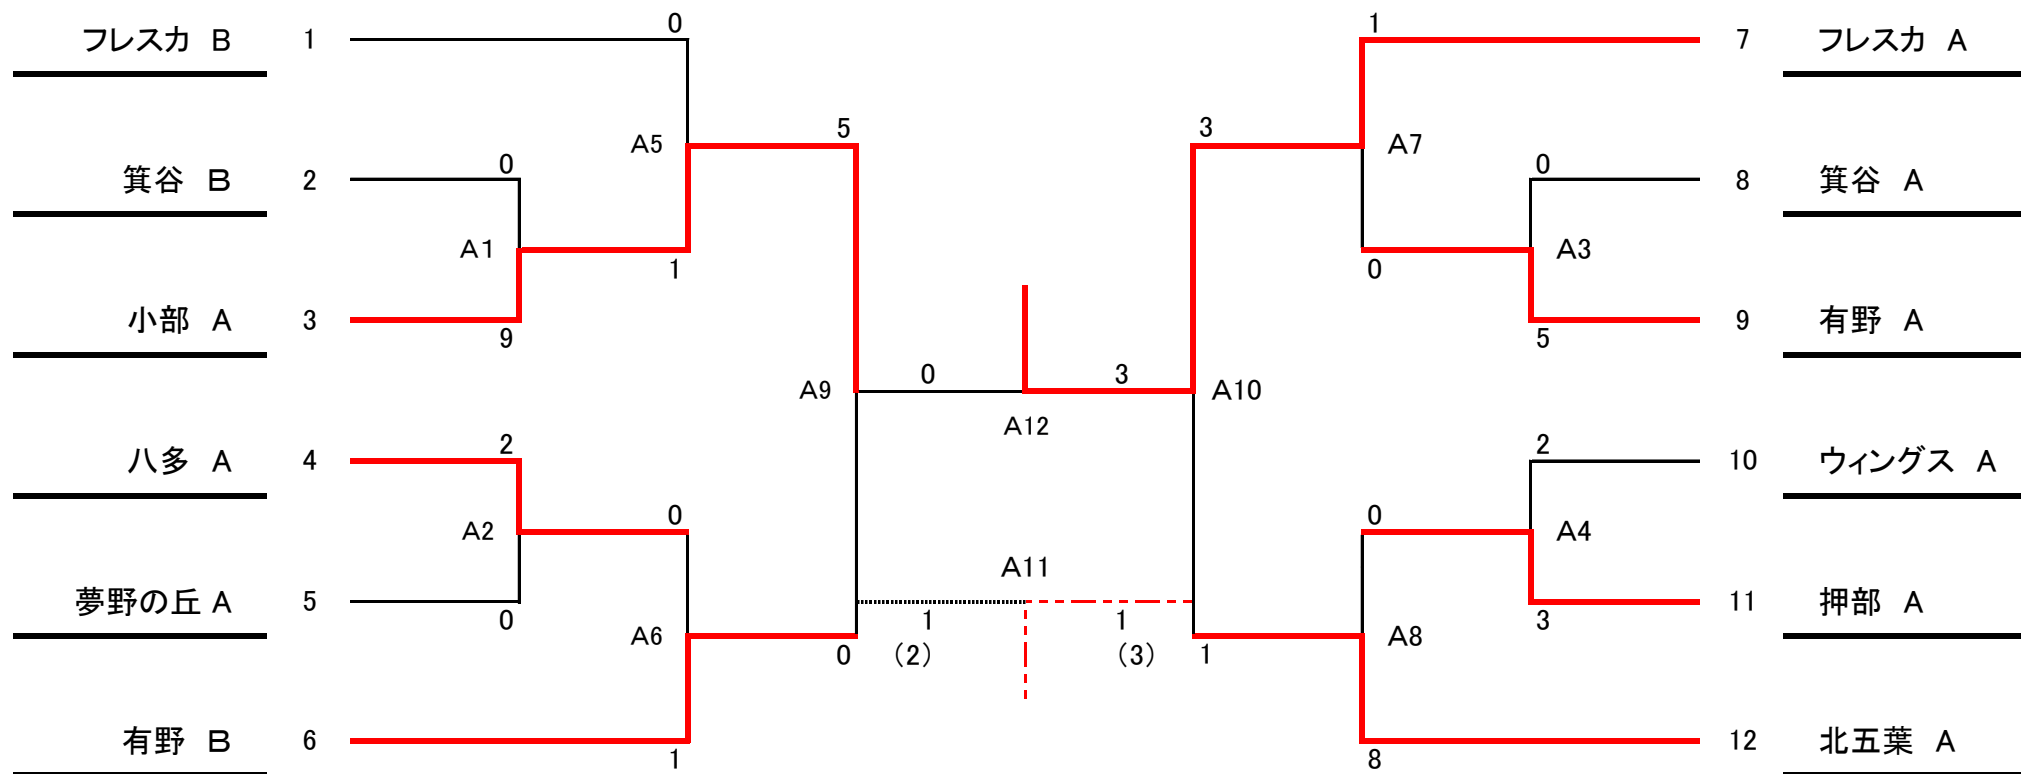 0 1
フレスカ B 1 7 フレスカ A
5 3
A5 A7
0 0
箕谷 B 2 8 箕谷 A
A1 A3
1 0
小部 A 3 9 有野 A
9 5
0 3
A9 A10
A12
2 2
八多 A 4 10 ウィングス A
0 0
A2 A4
A11
夢野の丘 A 5 11 押部 A
0 1 1 3
A6 A8
0 (2) (3) 1
有野 B 6 12 北五葉 A
1 8